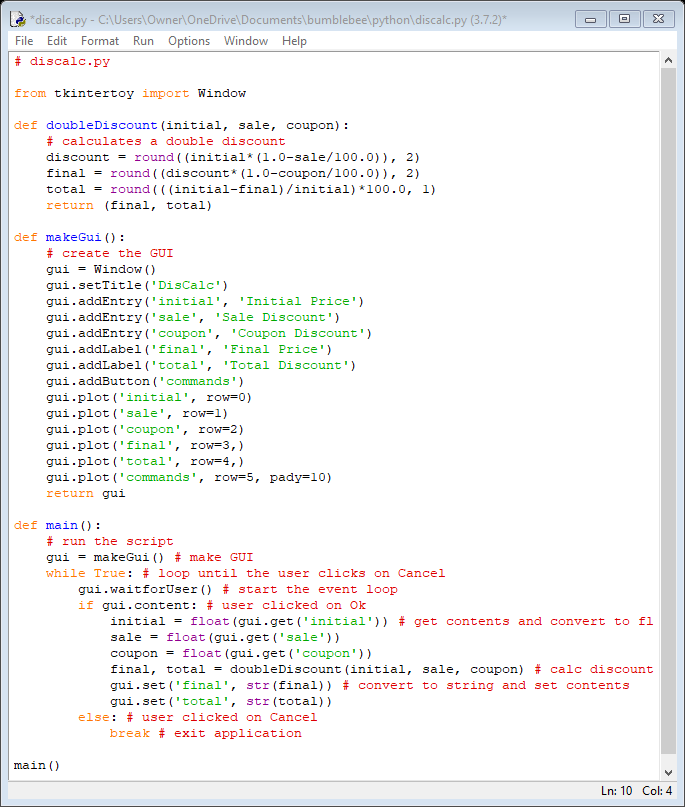 *discalc.py - C:\Users\Owner\OneDrive\Documents\bumblebee\python\discalc.py (3.7.2)*
File Edit Format Run Options Window Help
# discalc.py

from tkintertoy import Window

def doubleDiscount(initial, sale, coupon):
    # calculates a double discount
    discount = round((initial*(1.0-sale/100.0)), 2)
    final = round((discount*(1.0-coupon/100.0)), 2)
    total = round(((initial-final)/initial)*100.0, 1)
    return (final, total)

def makeGui():
    # create the GUI
    gui = Window()
    gui.setTitle('DisCalc')
    gui.addEntry('initial', 'Initial Price')
    gui.addEntry('sale', 'Sale Discount')
    gui.addEntry('coupon', 'Coupon Discount')
    gui.addLabel('final', 'Final Price')
    gui.addLabel('total', 'Total Discount')
    gui.addButton('commands')
    gui.plot('initial', row=0)
    gui.plot('sale', row=1)
    gui.plot('coupon', row=2)
    gui.plot('final', row=3,)
    gui.plot('total', row=4,)
    gui.plot('commands', row=5, pady=10)
    return gui

def main():
    # run the script
    gui = makeGui() # make GUI
    while True: # loop until the user clicks on Cancel
        gui.waitforUser() # start the event loop
        if gui.content: # user clicked on Ok
            initial = float(gui.get('initial')) # get contents and convert to fl
            sale = float(gui.get('sale'))
            coupon = float(gui.get('coupon'))
            final, total = doubleDiscount(initial, sale, coupon) # calc discount
            gui.set('final', str(final)) # convert to string and set contents
            gui.set('total', str(total))
        else: # user clicked on Cancel
            break # exit application

main()
Ln: 10 Col: 4